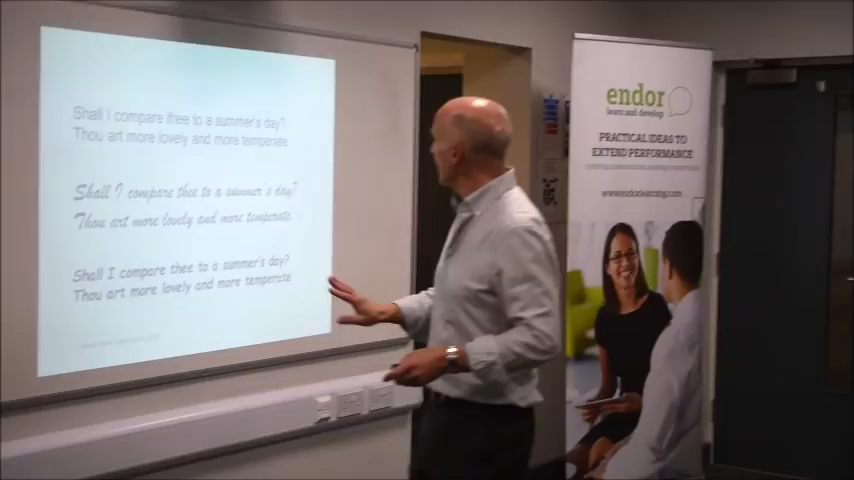 Shall I compare thee to a summer's day?
Thou art more lovely and more temperate
Shall I compare thee to a summer's day?
Thou art more lovely and more temperate
Shall I compare thee to a summer's day?
Thou art more lovely and more temperate
endor
learn and develop
PRACTICAL IDEAS TO
EXTEND PERFORMANCE
www.endorlearning.com